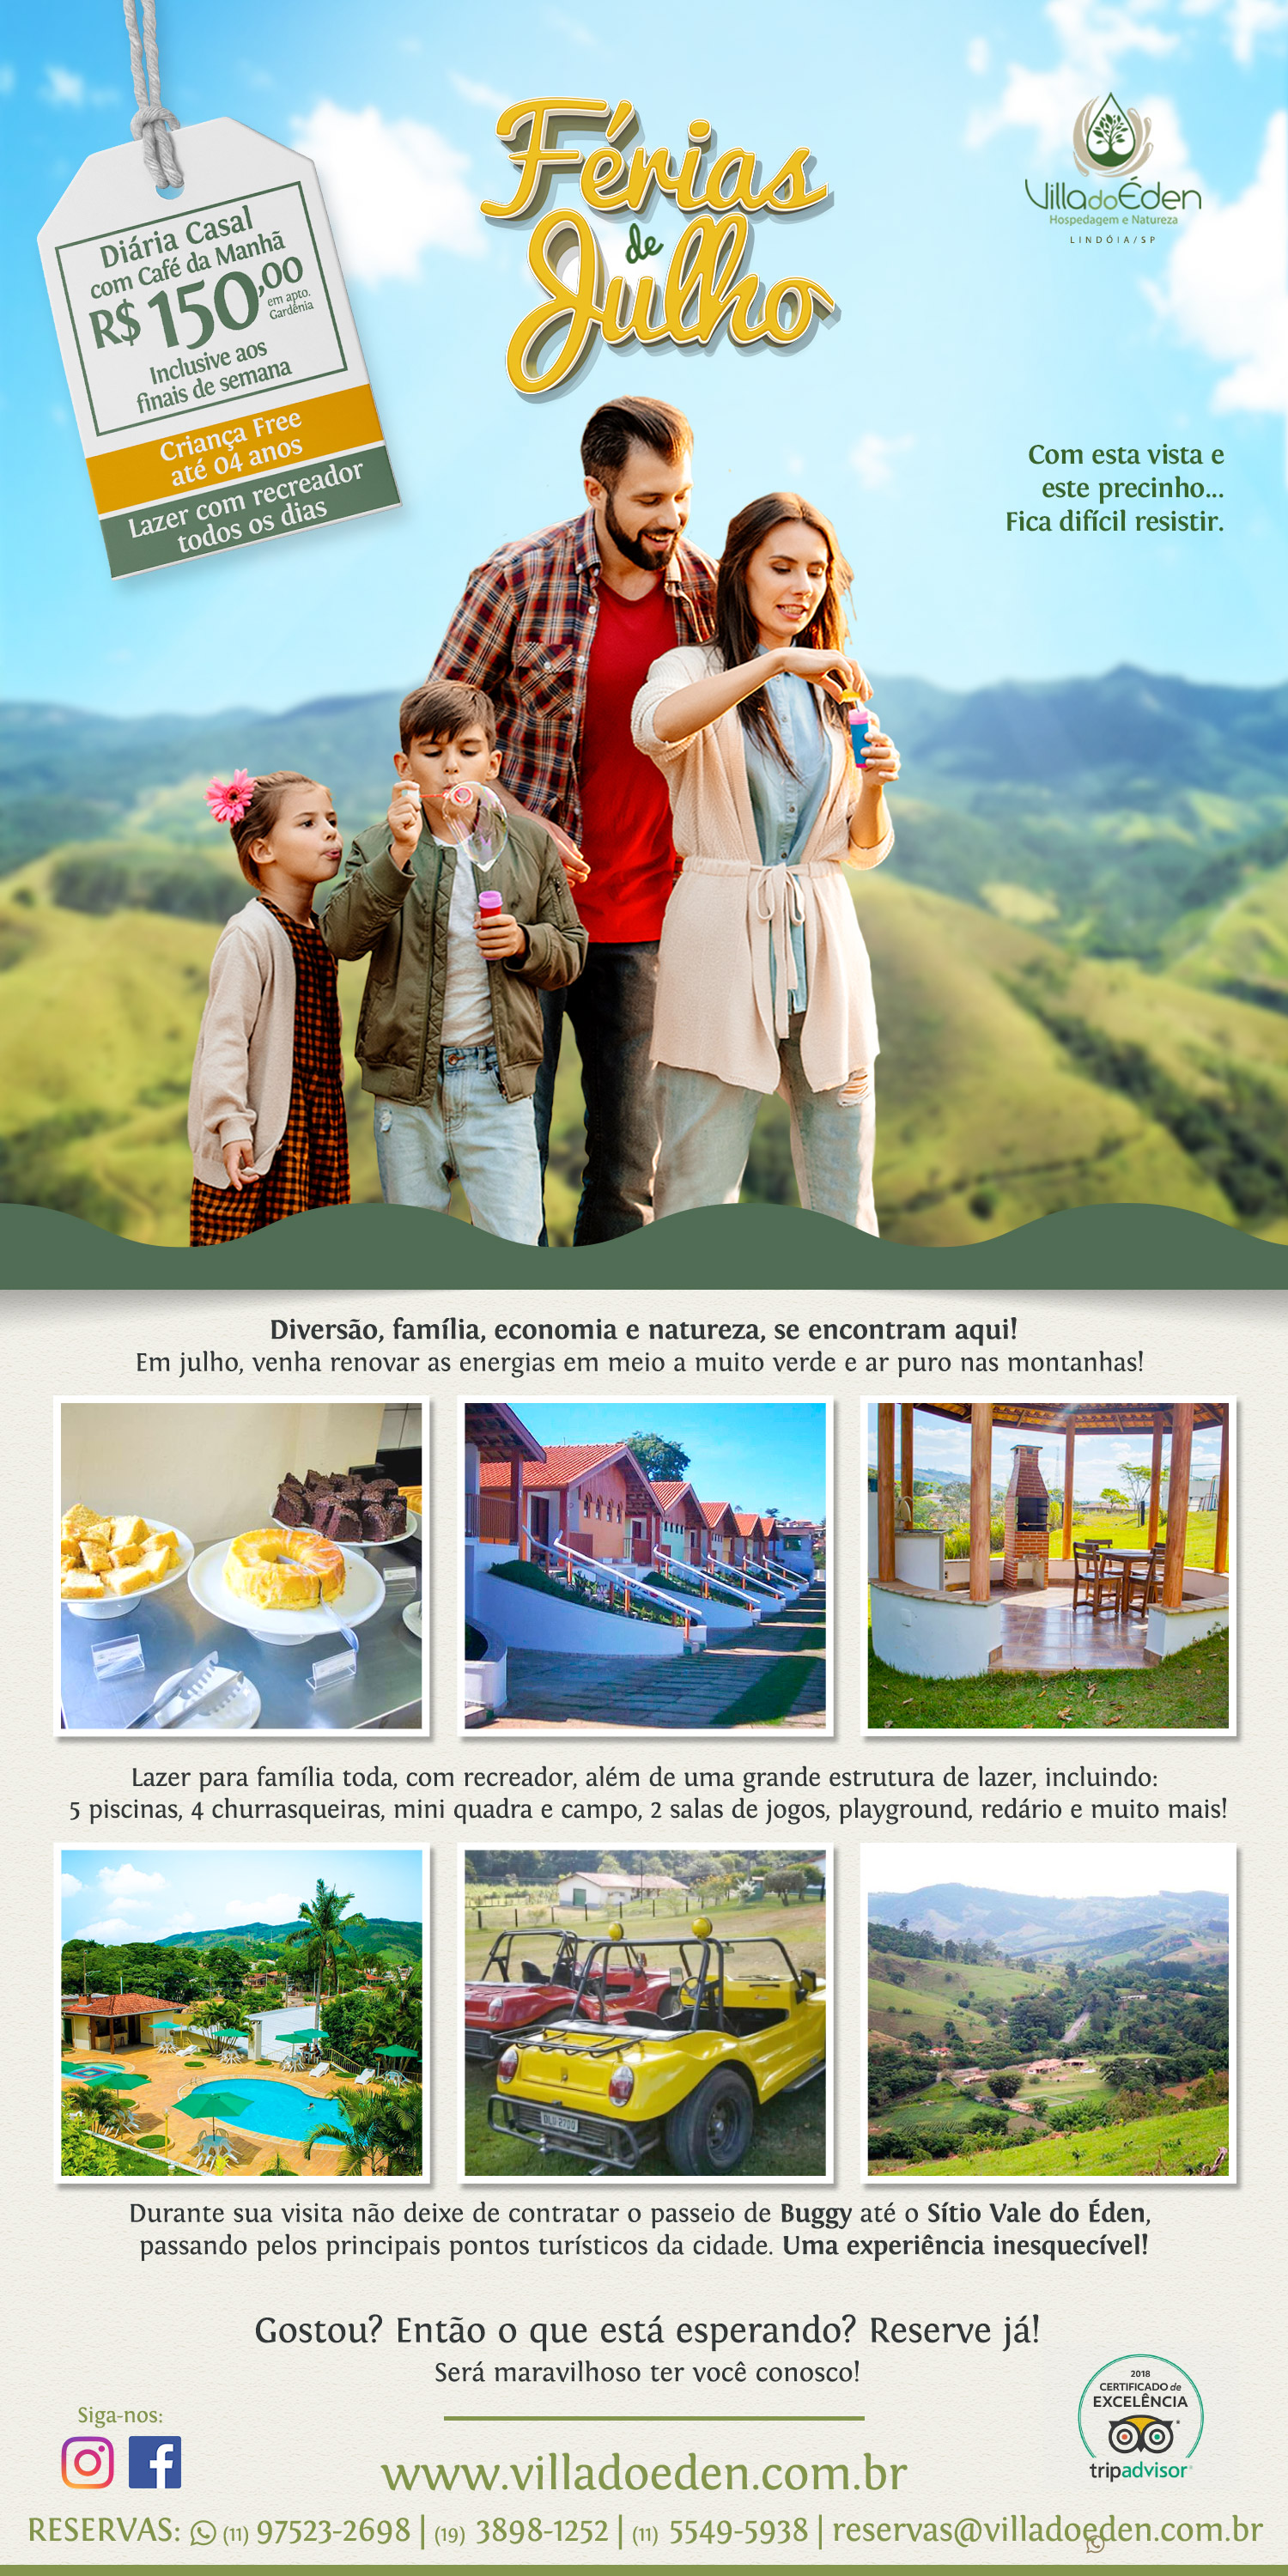 Férias
de
Julho
Villa do Éden
Hospedagem e Natureza
LINDÓIA/SP
Diária Casal
com Café da Manhã
R$ 150,00
em apto.
Gardênia
Inclusive aos
finais de semana
Criança Free
até 04 anos
Lazer com recreador
todos os dias
Com esta vista e
este precinho...
Fica difícil resistir.
Diversão, família, economia e natureza, se encontram aqui!
Em julho, venha renovar as energias em meio a muito verde e ar puro nas montanhas!
Lazer para família toda, com recreador, além de uma grande estrutura de lazer, incluindo:
5 piscinas, 4 churrasqueiras, mini quadra e campo, 2 salas de jogos, playground, redário e muito mais!
Durante sua visita não deixe de contratar o passeio de Buggy até o Sítio Vale do Éden,
passando pelos principais pontos turísticos da cidade. Uma experiência inesquecível!
Gostou? Então o que está esperando? Reserve já!
Será maravilhoso ter você conosco!
Siga-nos:
2018
CERTIFICADO de
EXCELÊNCIA
tripadvisor
www.villadoeden.com.br
RESERVAS: (11) 97523-2698 | (19) 3898-1252 | (11) 5549-5938 | reservas@villadoeden.com.br